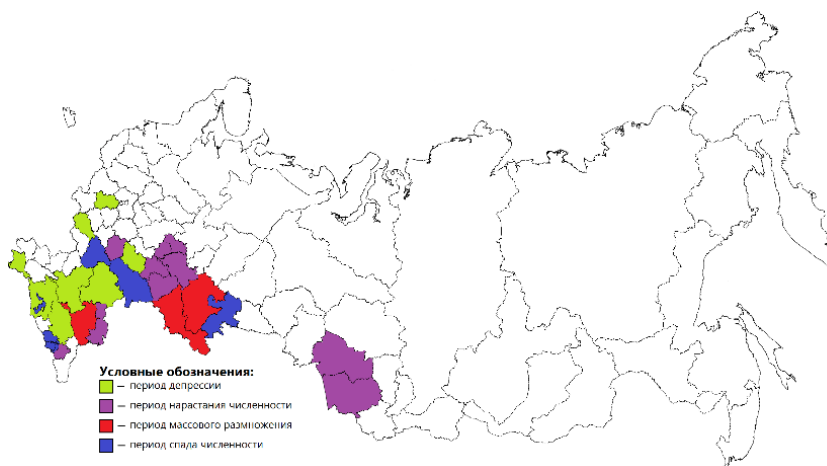 Условные обозначения:
– период депрессии
– период нарастания численности
– период массового размножения
– период спада численности